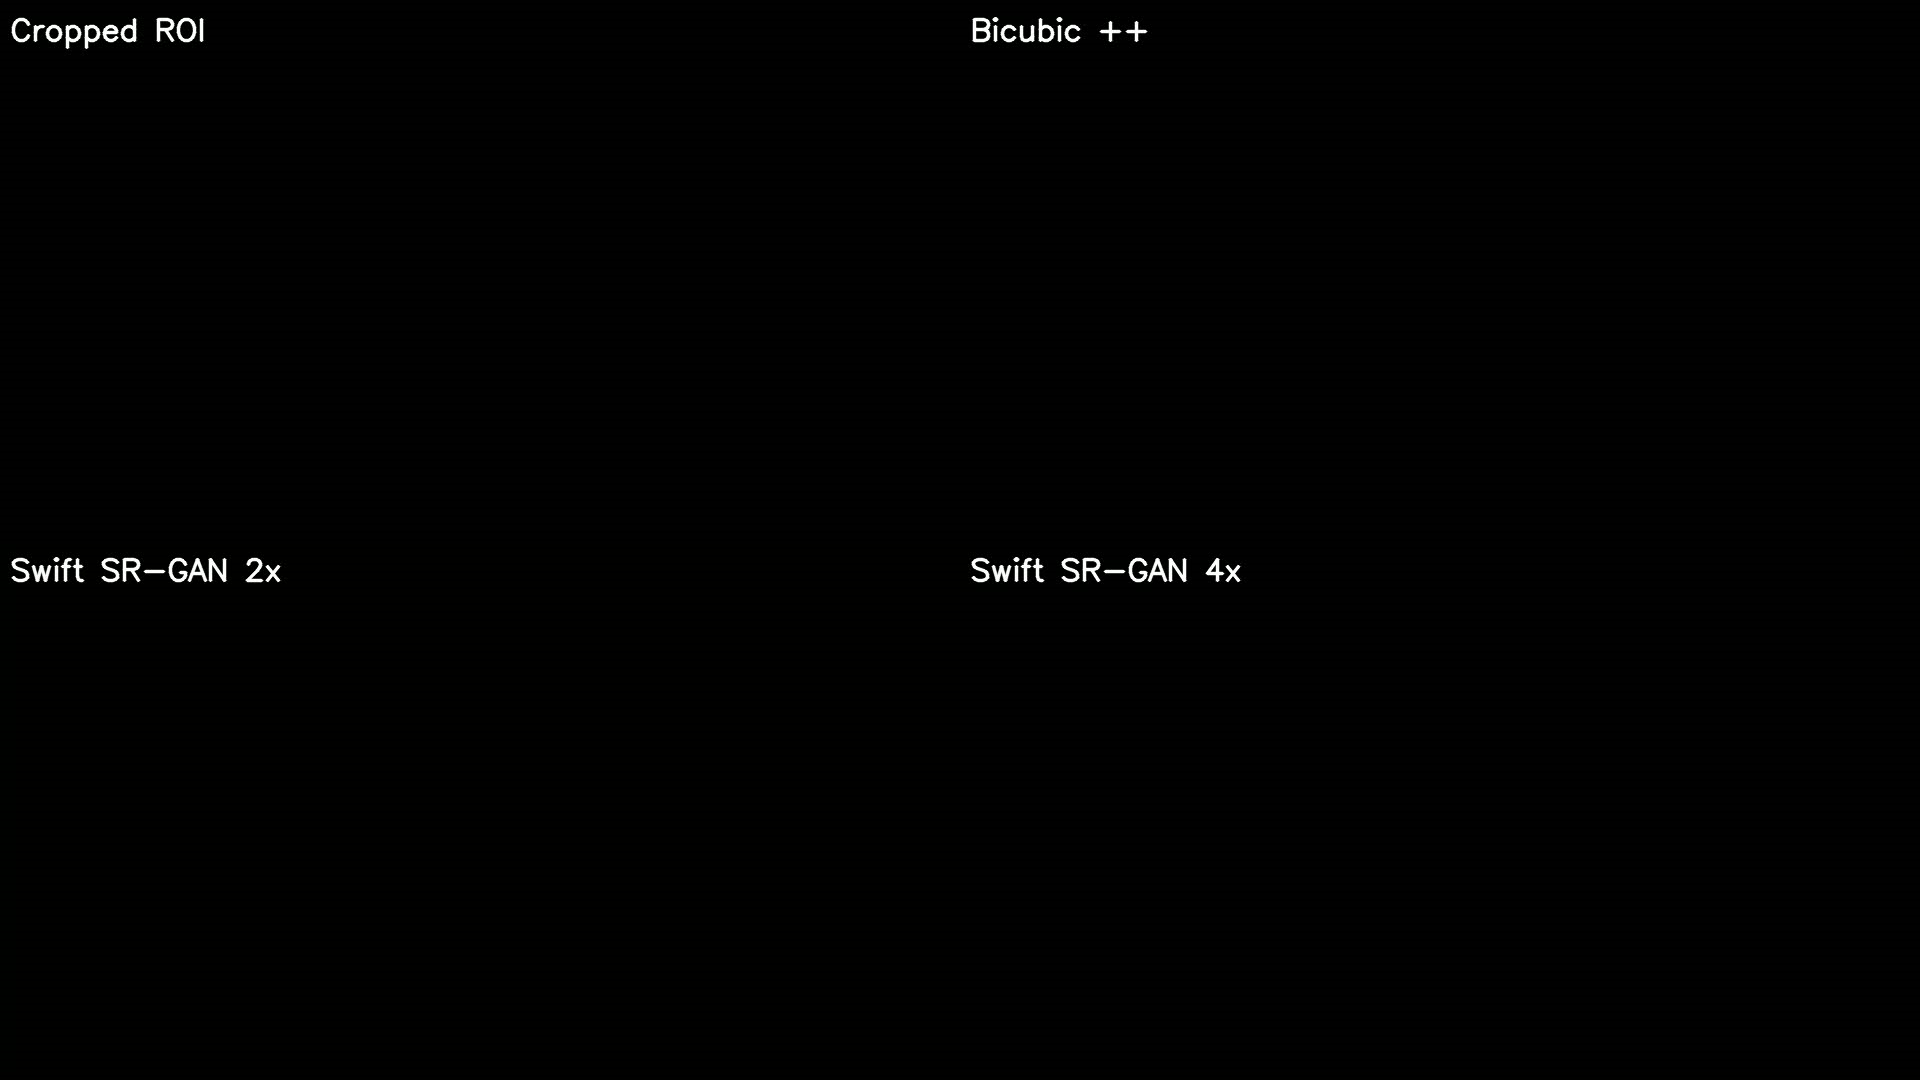 Cropped ROI
Bicubic ++
Swift SR-GAN 2x
Swift SR-GAN 4x